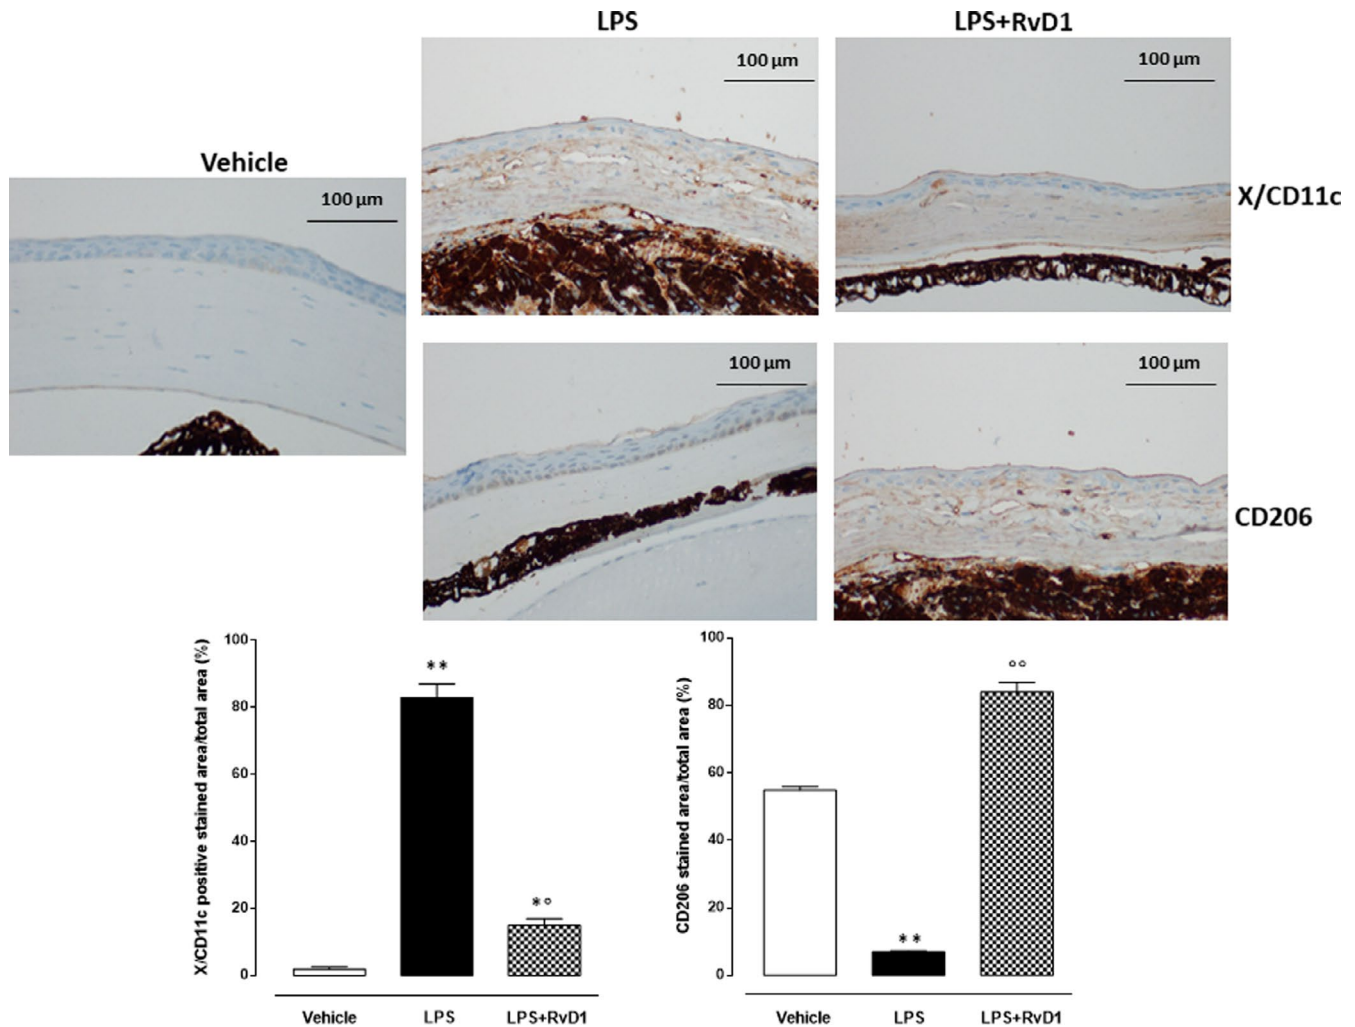 LPS
LPS+RvD1
100 µm
100 µm
X/CD11c
Vehicle
100 µm
100 µm
100 µm
CD206
X/CD11c positive stained area/total area (%)
100
80
60
40
20
0
**
*°
Vehicle
LPS
LPS+RvD1
CD206 stained area/total area (%)
100
80
60
40
20
0
**
°°
Vehicle
LPS
LPS+RvD1